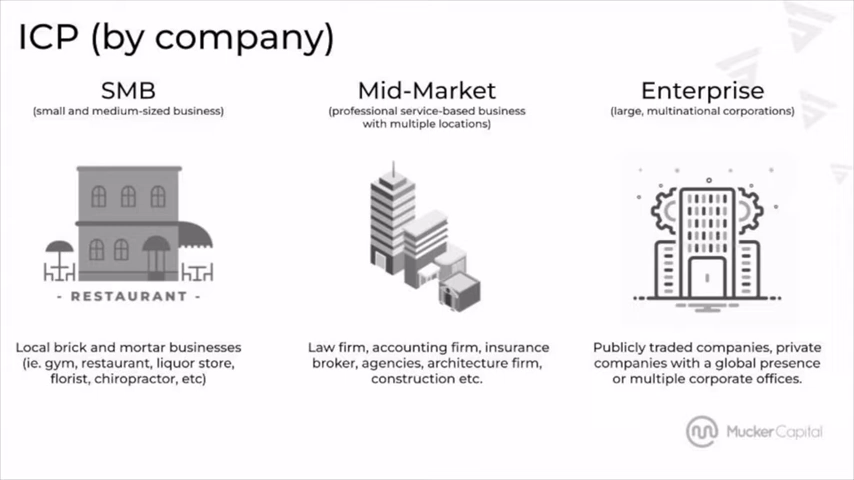 ICP (by company)
SMB
(small and medium-sized business)
Mid-Market
(professional service-based business
with multiple locations)
Enterprise
(large, multinational corporations)
- RESTAURANT -
Local brick and mortar businesses
(ie. gym, restaurant, liquor store,
florist, chiropractor, etc)
Law firm, accounting firm, insurance
broker, agencies, architecture firm,
construction etc.
Publicly traded companies, private
companies with a global presence
or multiple corporate offices.
MuckerCapital